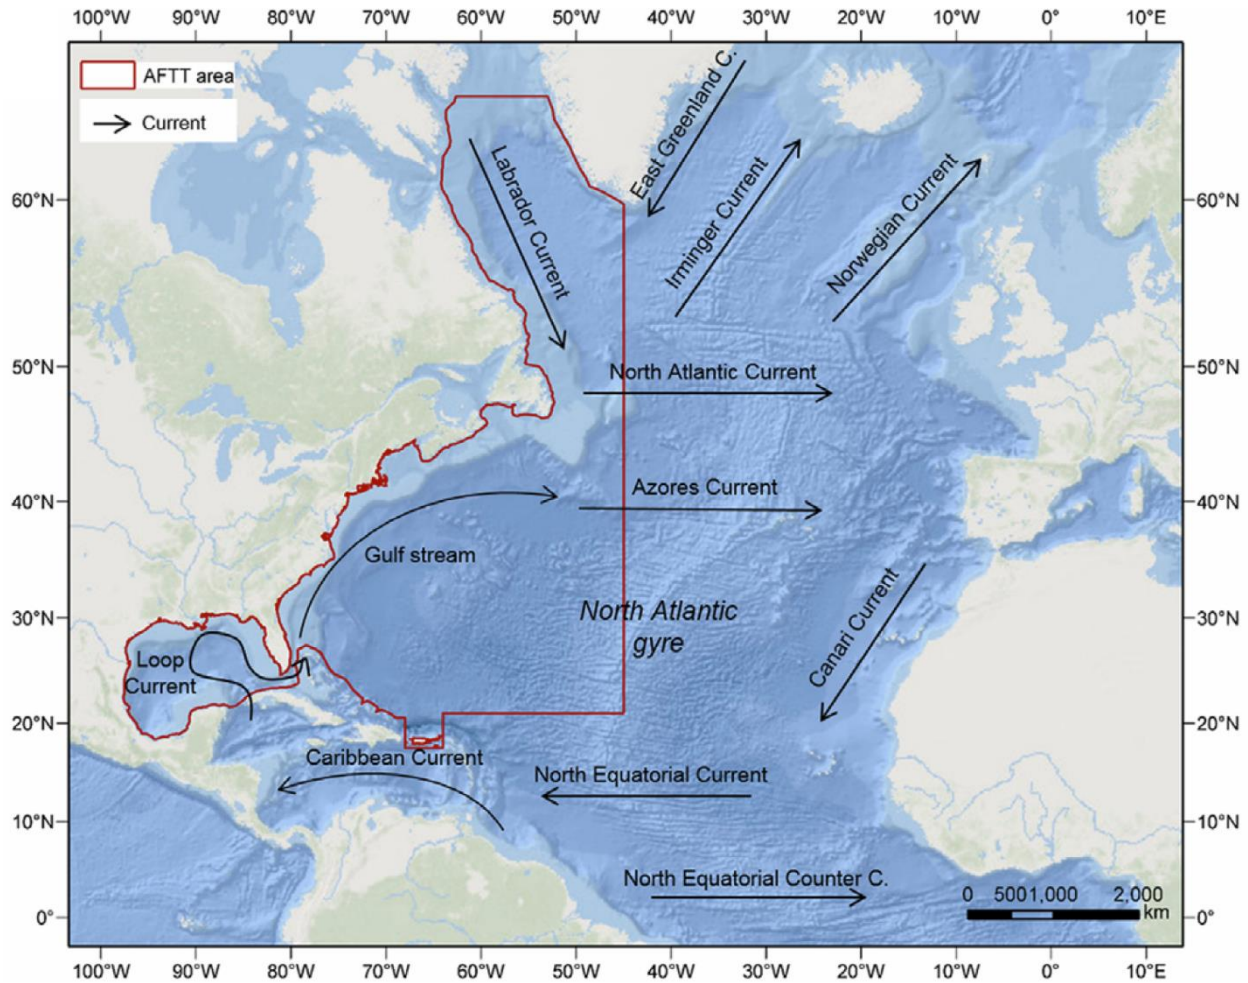 100°W 90°W 80°W 70°W 60°W 50°W 40°W 30°W 20°W 10°W 0° 10°E
AFTT area
Current
East Greenland C.
Labrador Current
Irminger Current
Norwegian Current
60°N 60°N
50°N 50°N
North Atlantic Current
40°N 40°N
Azores Current
Gulf stream
North Atlantic
gyre
Canari Current
30°N 30°N
Loop
Current
20°N 20°N
Caribbean Current
North Equatorial Current
10°N 10°N
North Equatorial Counter C.
0 5001,000 2,000
km
0° 0°
100°W 90°W 80°W 70°W 60°W 50°W 40°W 30°W 20°W 10°W 0° 10°E